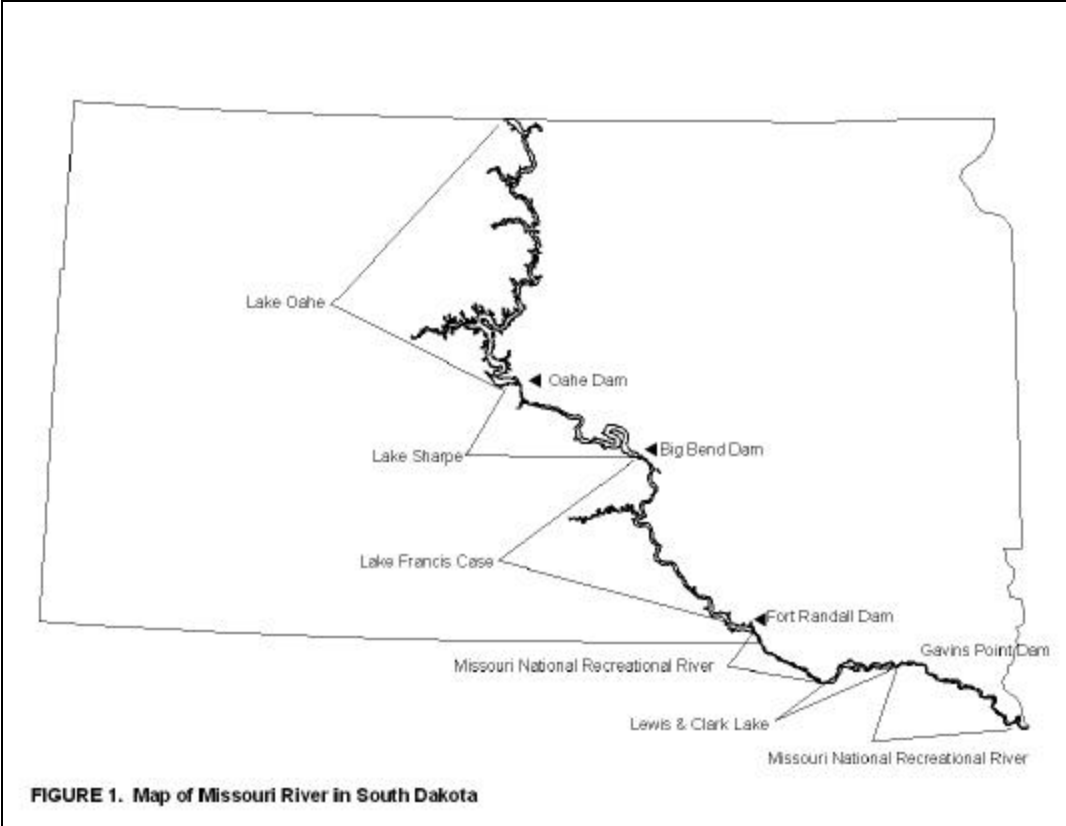 Lake Oahe
Oahe Dam
Lake Sharpe
Big Bend Dam
Lake Francis Case
Fort Randall Dam
Gavins Point Dam
Missouri National Recreational River
Lewis & Clark Lake
Missouri National Recreational River
FIGURE 1. Map of Missouri River in South Dakota